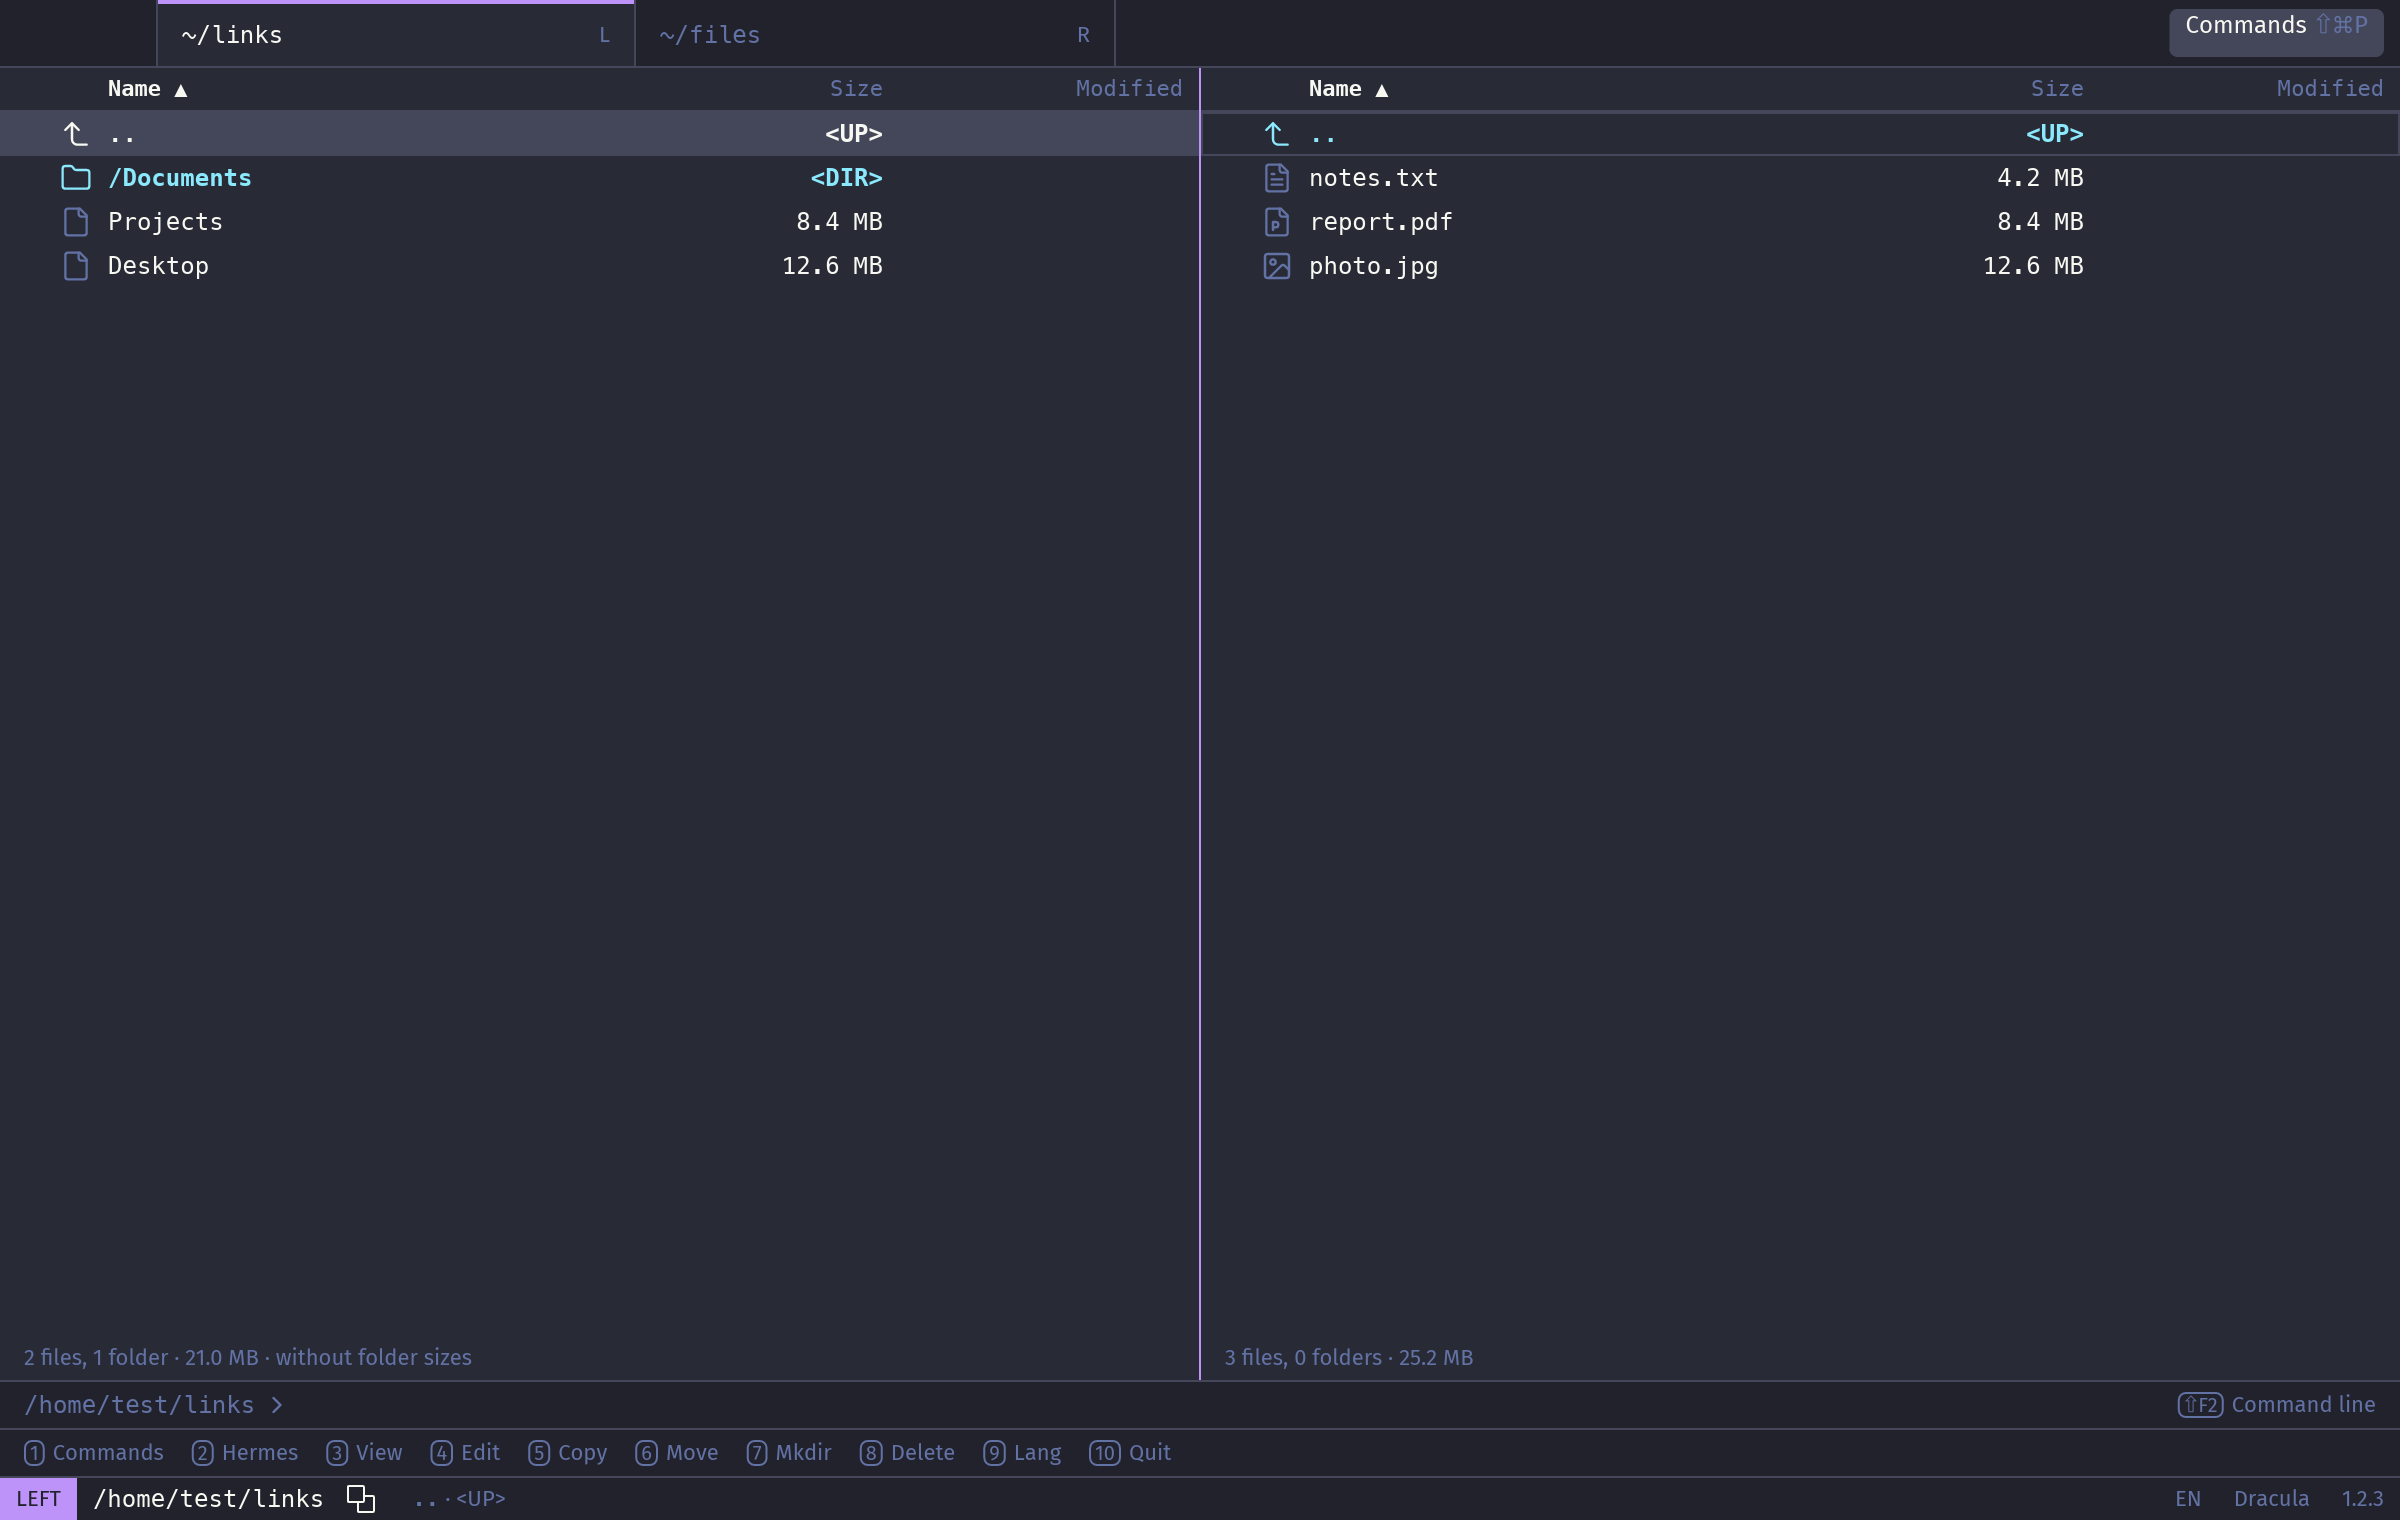 ~/links L ~/files R Commands ⇧⌘P
Name ▲ Size Modified Name ▲ Size Modified
.. <UP> .. <UP>
/Documents <DIR> notes.txt 4.2 MB
Projects 8.4 MB report.pdf 8.4 MB
Desktop 12.6 MB photo.jpg 12.6 MB
2 files, 1 folder · 21.0 MB · without folder sizes 3 files, 0 folders · 25.2 MB
/home/test/links > ⇧F2 Command line
1 Commands 2 Hermes 3 View 4 Edit 5 Copy 6 Move 7 Mkdir 8 Delete 9 Lang 10 Quit
LEFT /home/test/links .. · <UP> EN Dracula 1.2.3